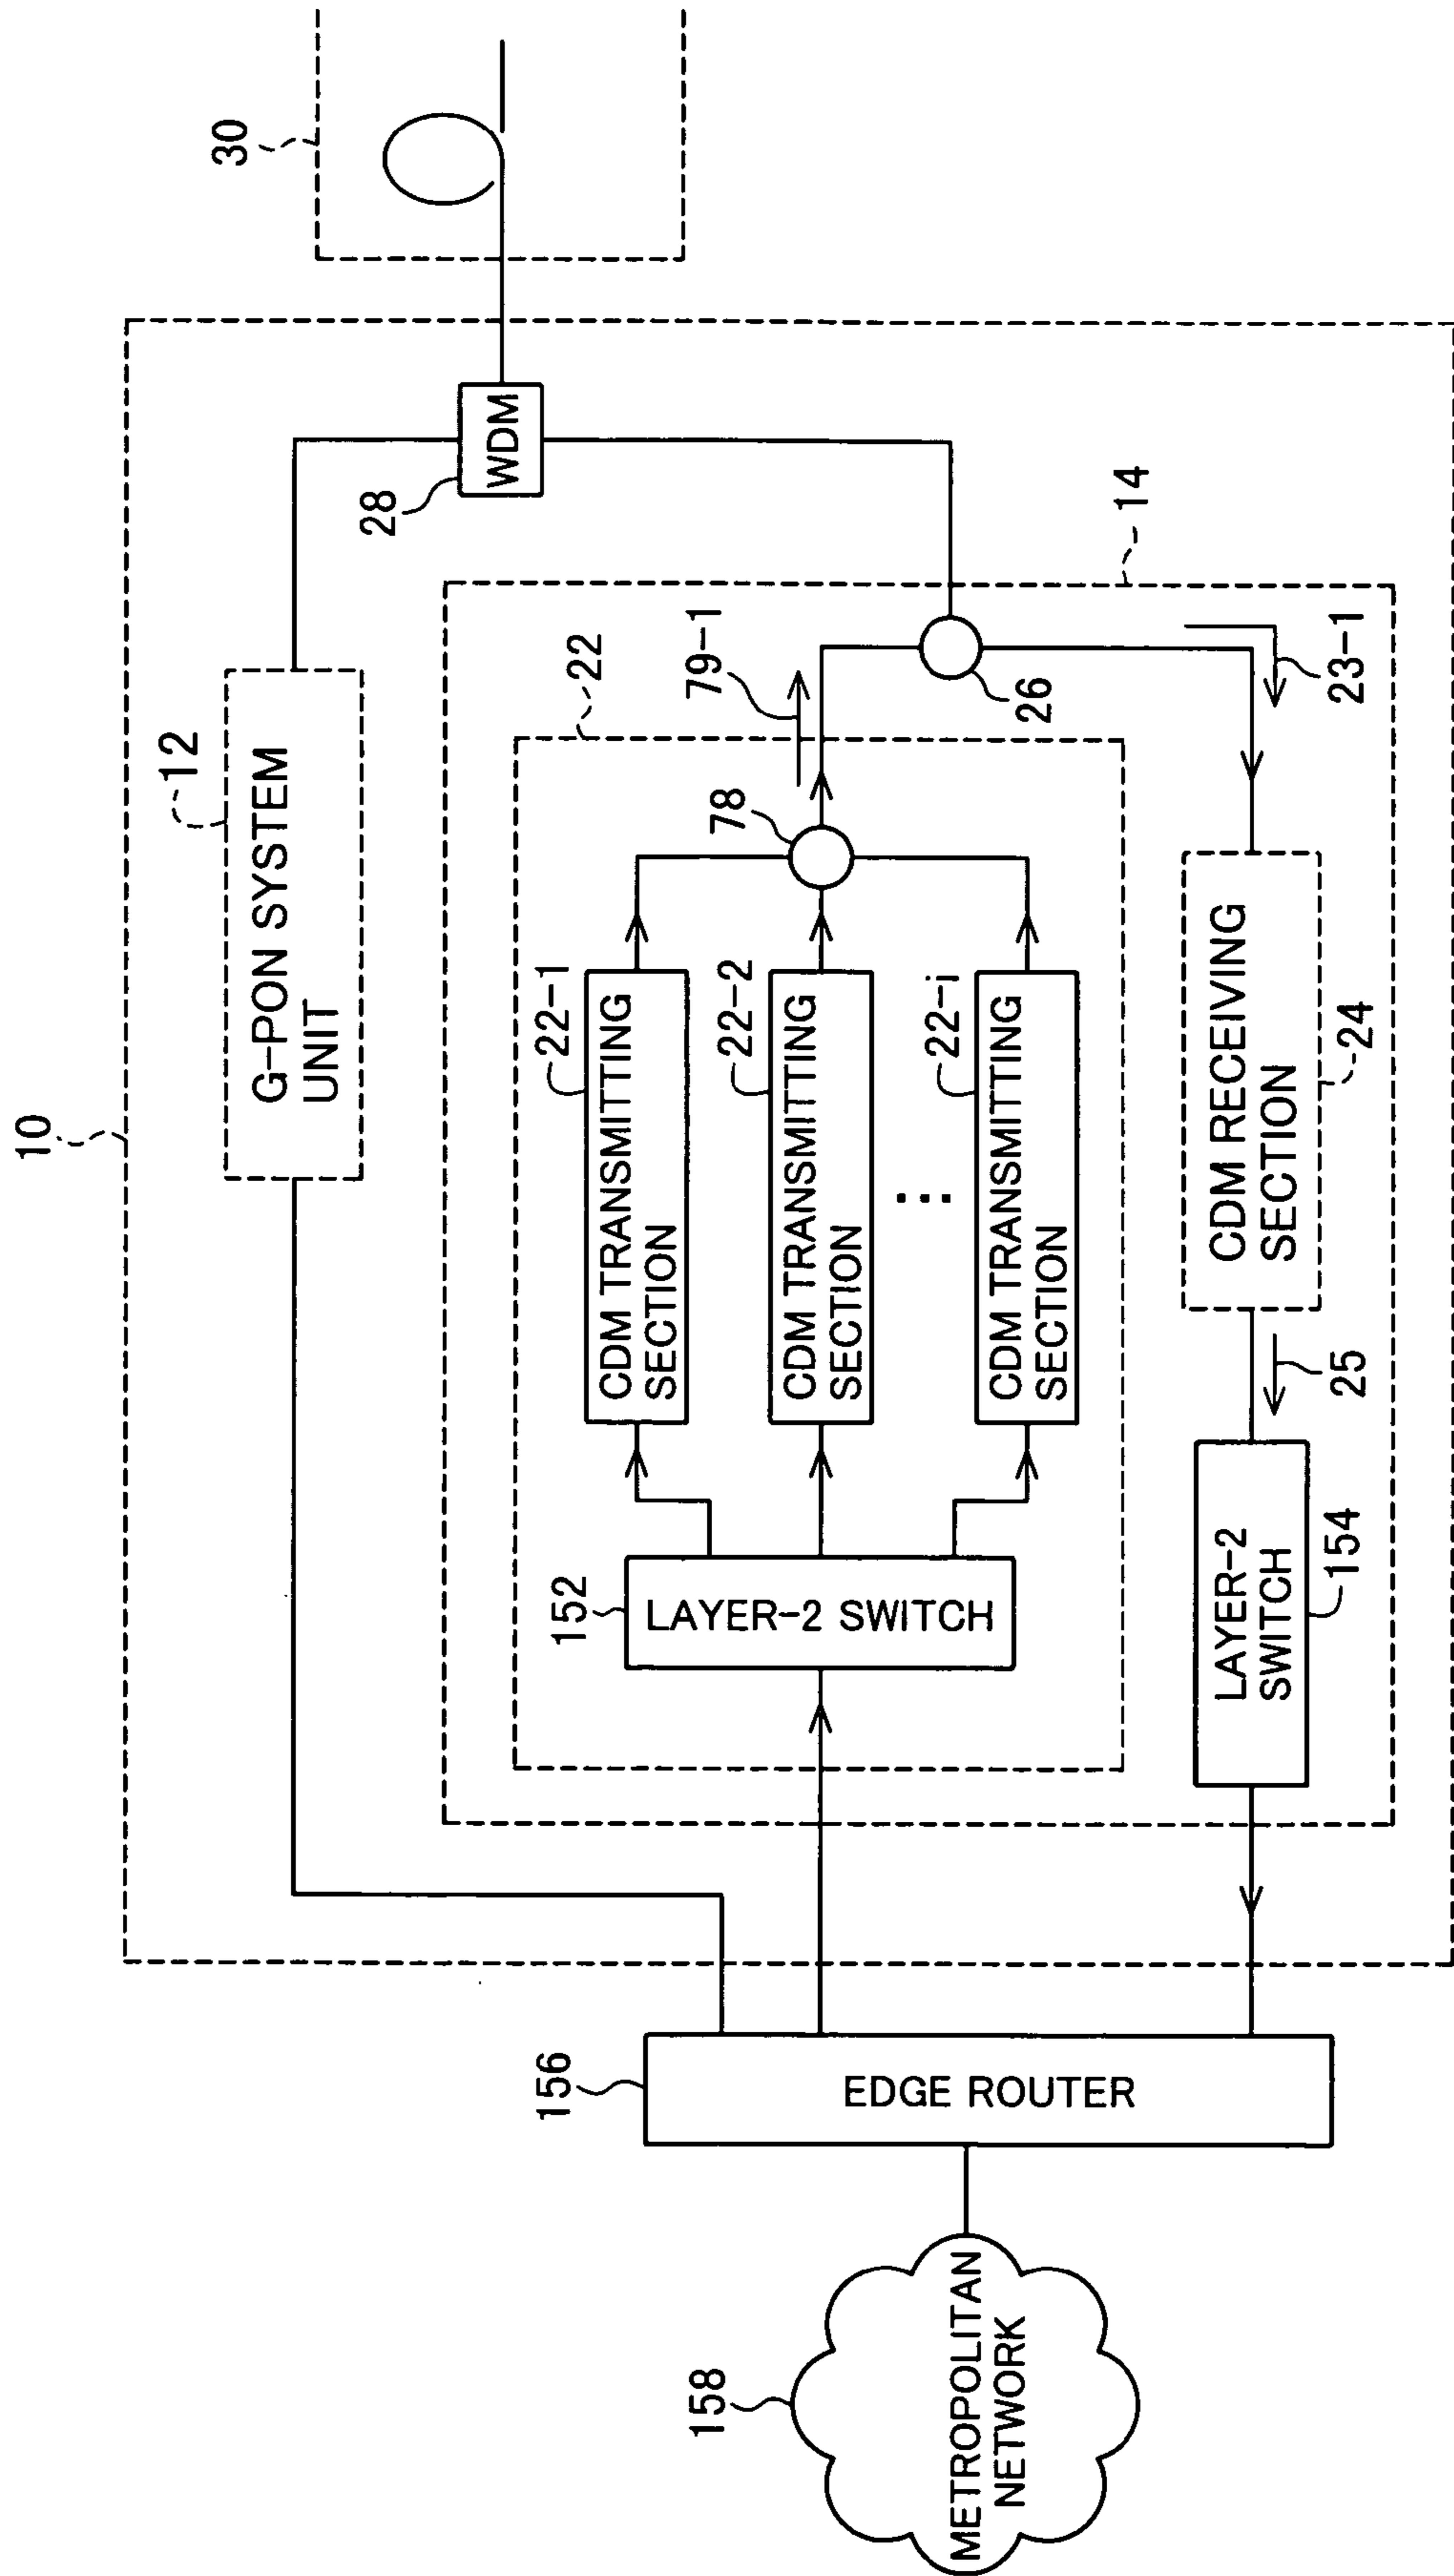 10
12
G-PON SYSTEM
UNIT
30
28
WDM
14
22
79-1
78
26
23-1
22-1
CDM TRANSMITTING
SECTION
22-2
CDM TRANSMITTING
SECTION
22-i
CDM TRANSMITTING
SECTION
152
LAYER-2 SWITCH
CDM RECEIVING
SECTION
24
25
LAYER-2
SWITCH
154
156
EDGE ROUTER
158
METROPOLITAN
NETWORK